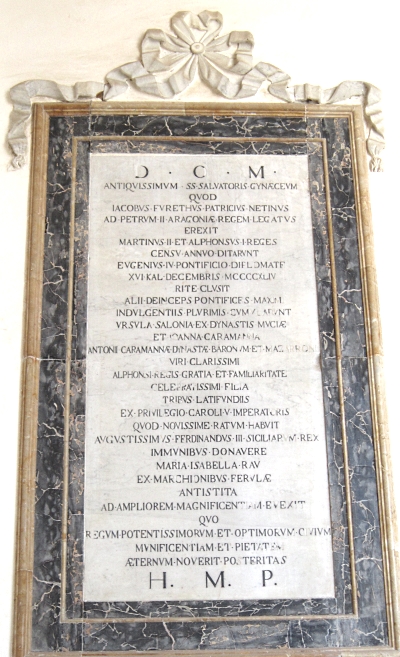 D · C · M ·
ANTIQVISSIMVM · SS · SALVATORIS · GYNÆCEVM
QVOD
IACOBVS · FVRETHVS · PATRICIVS · NETINVS
AD · PETRVM · II · ARAGONIÆ · REGEM · LEGATVS
EREXIT
MARTINVS · II · ET · ALPHONSVS · I · REGES
CENSV · ANNVO · DITARVNT
EVGENIVS · IV · PONTIFICIO · DIPLOMATE
XVI · KAL · DECEMBRIS · MCCCCXLIV
RITE · CLVSIT
ALII · DEINCEPS · PONTIFICES · MAXIM
INDVLGENTIIS · PLVRIMIS
VRSVLA · SALONIA · EX · DYNASTIS · MVCIÆ
ET · IOANNA · CARAMANNA
ANTONII · CARAMANNÆ · DINASTÆ · BARONVM · ET
VIRI · CLARISSIMI
ALPHONSI · REGIS · GRATIA · ET · FAMILIARITATE
CELEBRATISSIMI · FILIA
TRIBVS · LATIFVNDIIS
EX · PRIVILEGIO · CAROLI · V · IMPERATORIS
QVOD · NOVISSIME · RATVM · HABVIT
AVGVSTISSIMVS · FERDINANDVS · III · SICILIARVM · REX
IMMVNIBVS · DONAVERE
MARIA · ISABELLA · RAV
EX · MARCHIONIBVS · FERVLÆ
ANTISTITA
AD · AMPLIOREM · MAGNIFICENTIAM · EVEXIT
QVO
REGVM · POTENTISSIMORVM · ET · OPTIMORVM · CIVIVM
MVNIFICENTIAM · ET · PIETATEM
ÆTERNVM · NOVERIT · POSTERITAS
H . M . P .